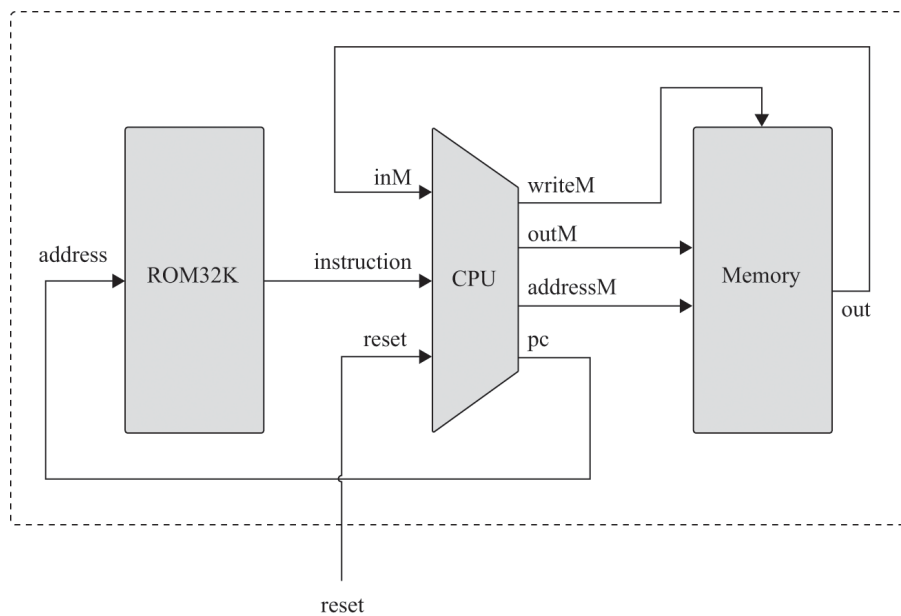 inM
writeM
outM
address
ROM32K
instruction
CPU
addressM
Memory
out
reset
pc
reset